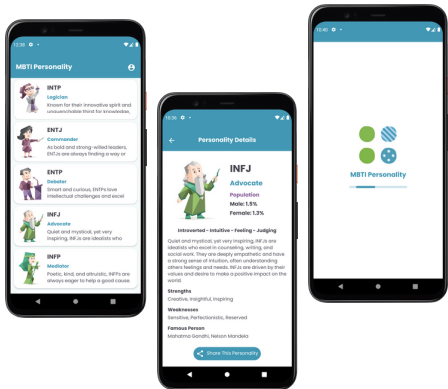 12:38
MBTI Personality
INTP
Logician
Known for their innovative spirit and
unquenchable thirst for knowledge,
ENTJ
Commander
As bold and strong-willed leaders,
ENTJs are always finding a way or
ENTP
Debater
Smart and curious, ENTPs love
intellectual challenges and excel
INFJ
Advocate
Quiet and mystical, yet very
inspiring, INFJ are idealists who
INFP
Mediator
Poetic, kind, and altruistic, INFPs are
always eager to help a good cause
10:36
Personality Details
INFJ
Advocate
Population
Male: 1.5%
Female: 1.3%
Introverted - Intuitive - Feeling - Judging
Quiet and mystical, yet very inspiring, INFJs are
idealists who excel in counseling, writing, and
social work. They are deeply empathetic and have
a strong sense of intuition, often understanding
others feelings and needs. INFJs are driven by their
values and desire to make a positive impact on the
world.
Strengths
Creative, Insightful, Inspiring
Weaknesses
Sensitive, Perfectionistic, Reserved
Famous Person
Mahatma Gandhi, Nelson Mandela
Share This Personality
10:40
MBTI Personality